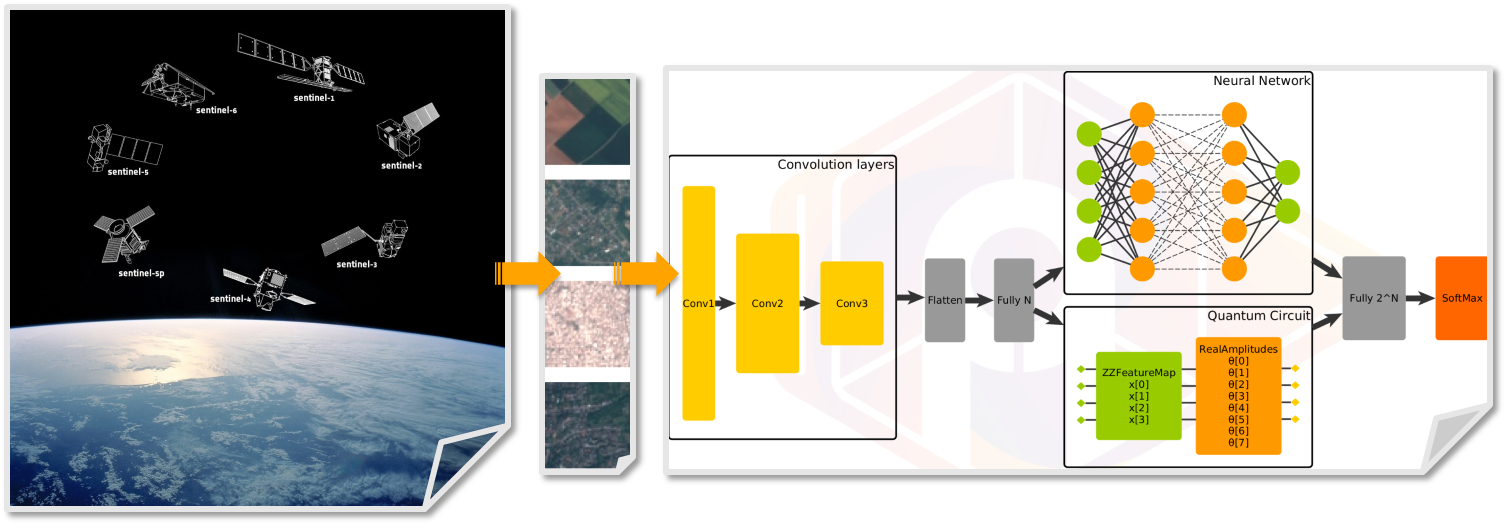 sentinel-1
sentinel-6
sentinel-2
sentinel-5
sentinel-5p
sentinel-3
sentinel-4
Convolution layers
Conv1
Conv2
Conv3
Flatten
Fully N
Neural Network
Quantum Circuit
ZZFeatureMap
x[0]
x[1]
x[2]
x[3]
RealAmplitudes
θ[0]
θ[1]
θ[2]
θ[3]
θ[4]
θ[5]
θ[6]
θ[7]
Fully 2^N
SoftMax